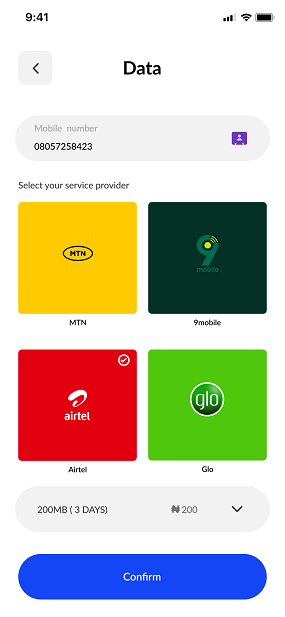 9:41
Data
Mobile number
08057258423
Select your service provider
MTN
9
mobile
MTN
9mobile
airtel
glo
Airtel
Glo
200MB ( 3 DAYS)
₦ 200
Confirm